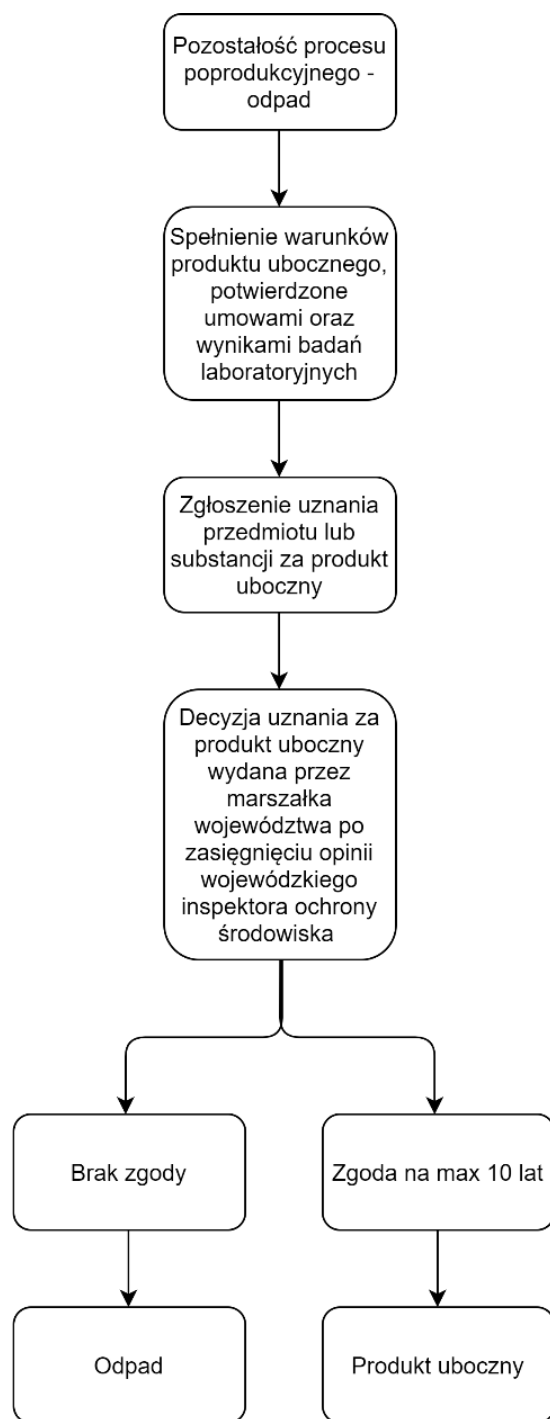 Pozostałość procesu
poprodukcyjnego -
odpad
Spełnienie warunków
produktu ubocznego,
potwierdzone
umowami oraz
wynikami badań
laboratoryjnych
Zgłoszenie uznania
przedmiotu lub
substancji za produkt
uboczny
Decyzja uznania za
produkt uboczny
wydana przez
marszałka
województwa po
zasięgnięciu opinii
wojewódzkiego
inspektora ochrony
środowiska
Brak zgody
Zgoda na max 10 lat
Odpad
Produkt uboczny